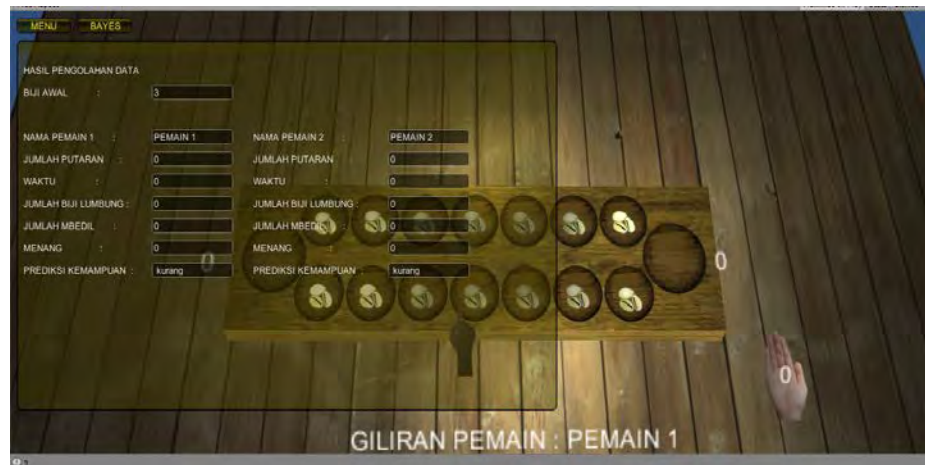 MENU BAYES
HASIL PENGOLAHAN DATA
BIJI AWAL : 3
NAMA PEMAIN 1 : PEMAIN 1 NAMA PEMAIN 2 : PEMAIN 2
JUMLAH PUTARAN : 0 JUMLAH PUTARAN 0
WAKTU : 0 WAKTU : 0
JUMLAH BIJI LUMBUNG : 0 JUMLAH BIJI LUMBUNG : 0
JUMLAH MBEDIL : 0 JUMLAH MBEDIL : 0
MENANG : 0 MENANG : 0
0 0
PREDIKSI KEMAMPUAN : kurang PREDIKSI KEMAMPUAN : kurang
0
GILIRAN PEMAIN : PEMAIN 1